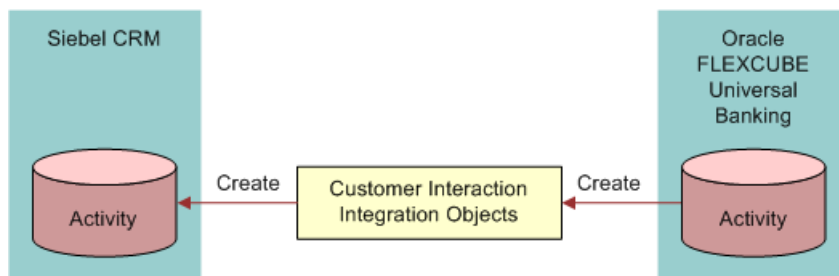 Siebel CRM
Oracle
FLEXCUBE
Universal
Banking
Create
Customer Interaction
Integration Objects
Create
Activity
Activity